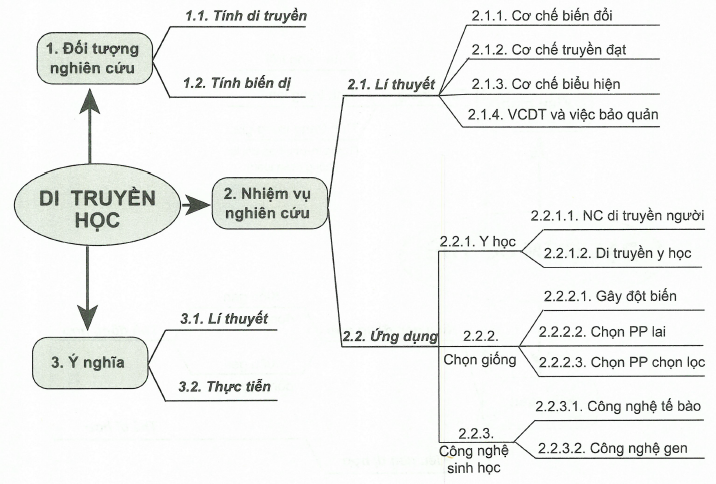 DI TRUYỀN
HỌC
1. Đối tượng
nghiên cứu
1.1. Tính di truyền
1.2. Tính biến dị
2. Nhiệm vụ
nghiên cứu
2.1. Lí thuyết
2.1.1. Cơ chế biến đổi
2.1.2. Cơ chế truyền đạt
2.1.3. Cơ chế biểu hiện
2.1.4. VCDT và việc bảo quản
2.2. Ứng dụng
2.2.1. Y học
2.2.1.1. NC di truyền người
2.2.1.2. Di truyền y học
2.2.2.
Chọn giống
2.2.2.1. Gây đột biến
2.2.2.2. Chọn PP lai
2.2.2.3. Chọn PP chọn lọc
2.2.3.
Công nghệ
sinh học
2.2.3.1. Công nghệ tế bào
2.2.3.2. Công nghệ gen
3. Ý nghĩa
3.1. Lí thuyết
3.2. Thực tiễn